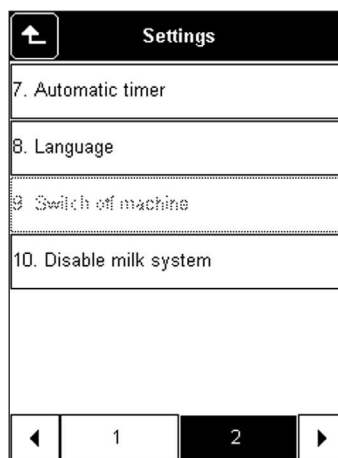 Settings
7. Automatic timer
8. Language
9. Switch off machine
10. Disable milk system
1 2